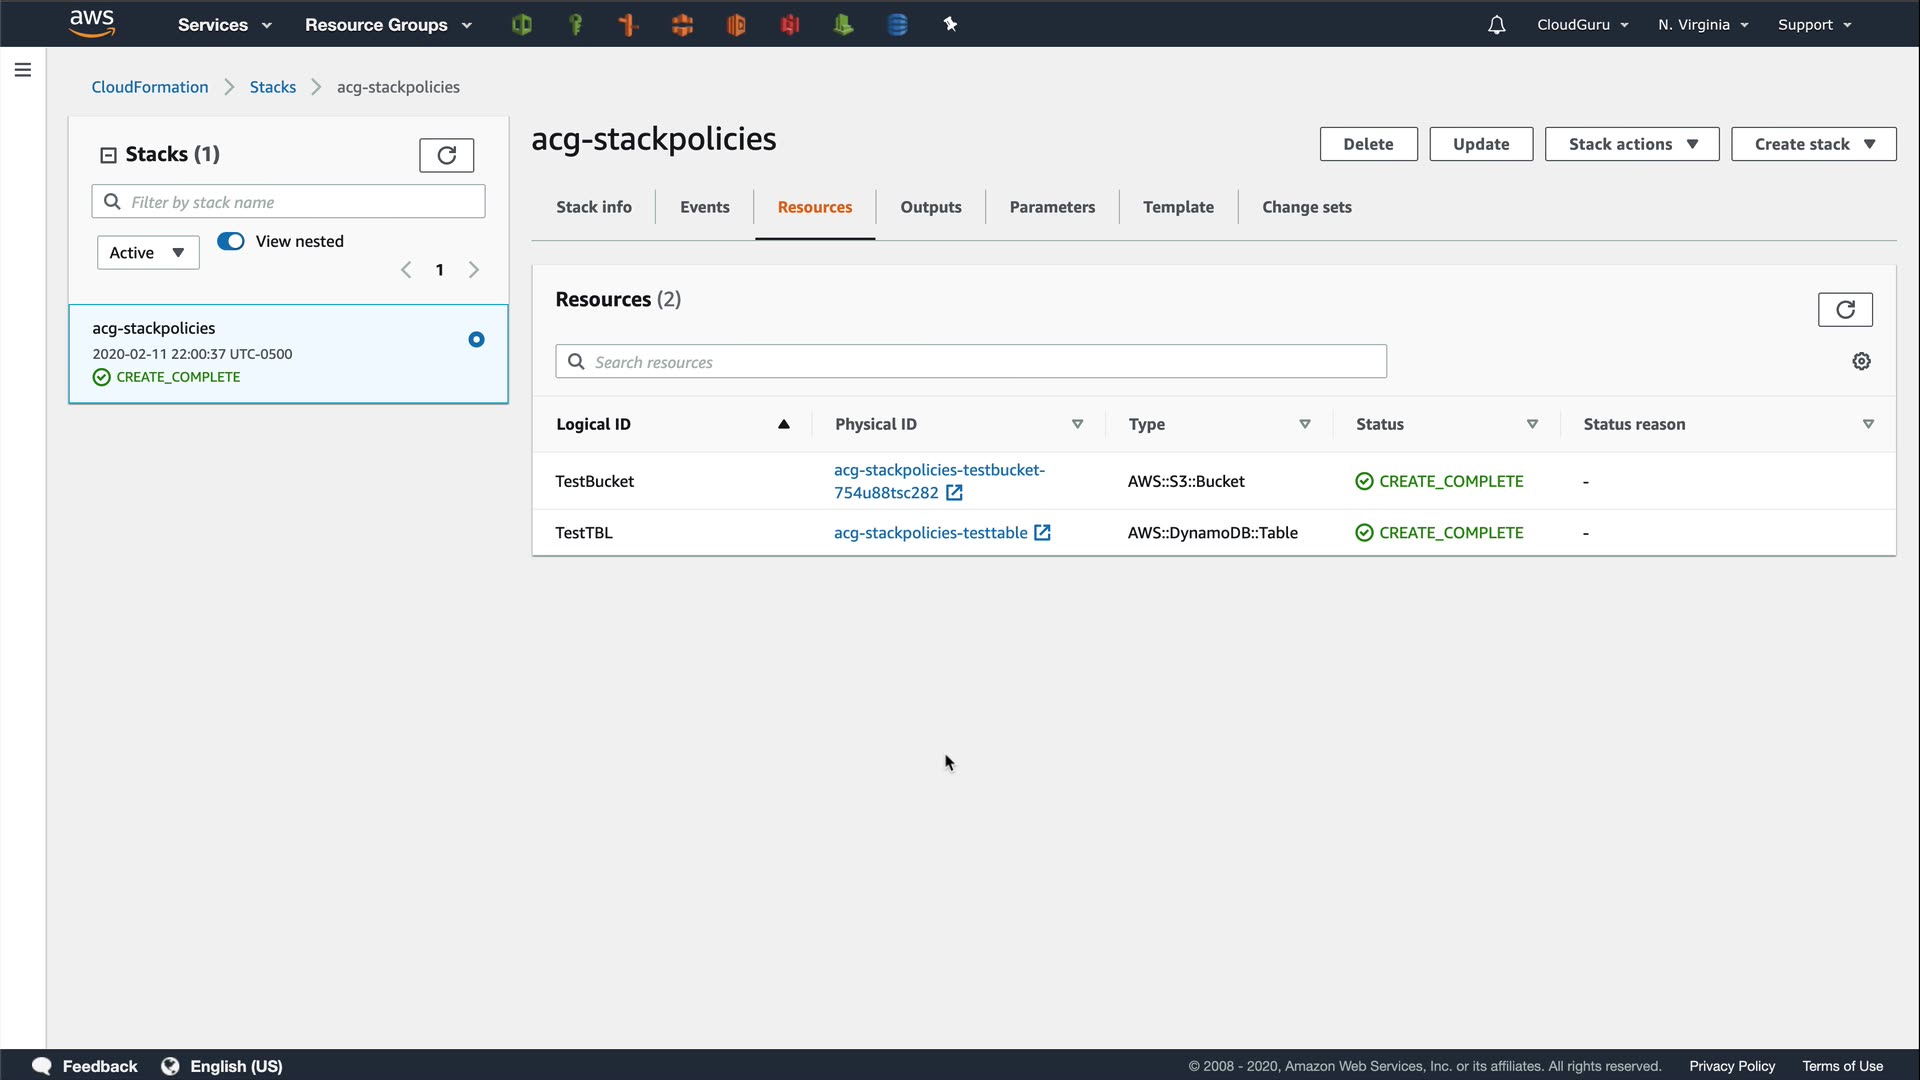 aws Services Resource Groups CloudGuru N. Virginia Support
CloudFormation Stacks acg-stackpolicies
Stacks (1)
Filter by stack name
Active View nested
1
acg-stackpolicies
2020-02-11 22:00:37 UTC-0500
CREATE_COMPLETE
acg-stackpolicies
Delete Update Stack actions Create stack
Stack info Events Resources Outputs Parameters Template Change sets
Resources (2)
Search resources
Logical ID Physical ID Type Status Status reason
TestBucket acg-stackpolicies-testbucket-
754u88tsc282 AWS::S3::Bucket CREATE_COMPLETE -
TestTBL acg-stackpolicies-testtable AWS::DynamoDB::Table CREATE_COMPLETE -
Feedback English (US) © 2008 - 2020, Amazon Web Services, Inc. or its affiliates. All rights reserved. Privacy Policy Terms of Use